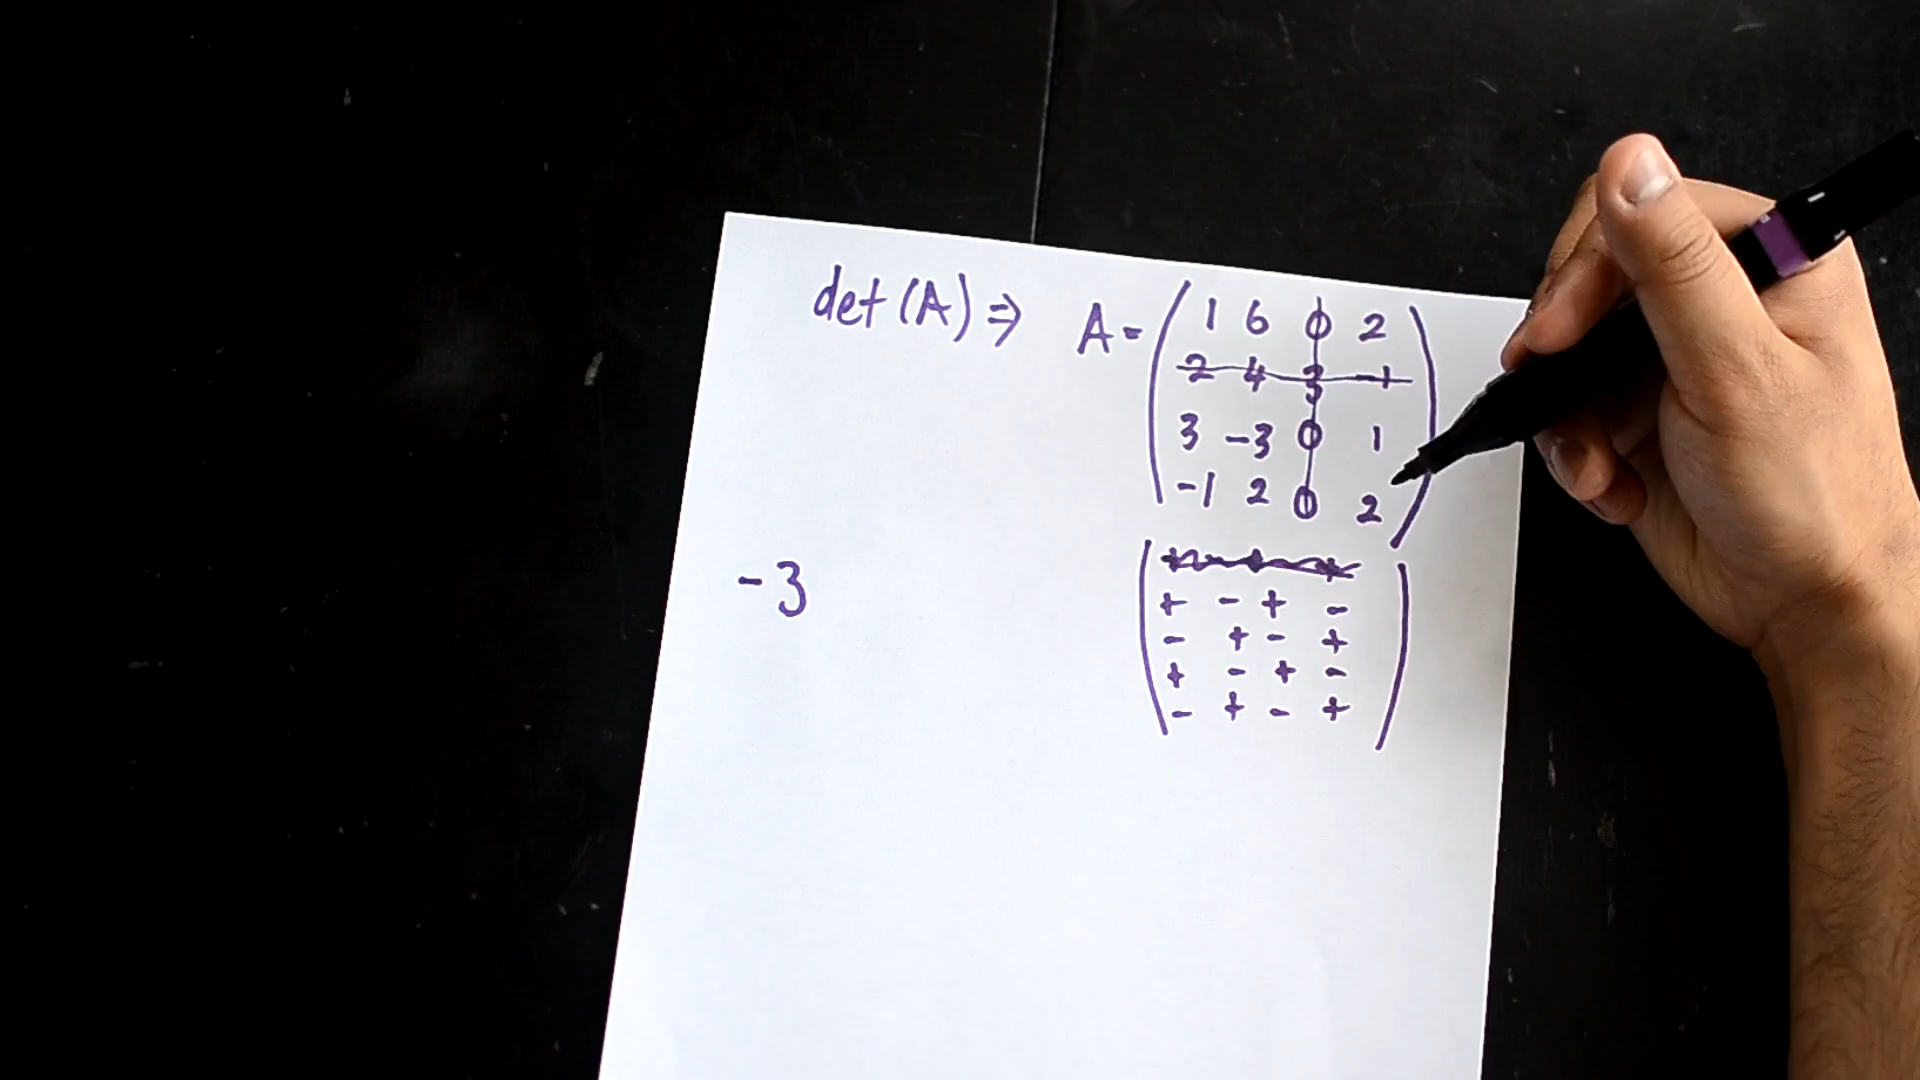 det (A) ⇒ A = ( 1 6 0 2
2 4 3 -1
3 -3 0 1
-1 2 0 2 )
-3
( + - + -
- + - +
+ - + -
- + - + )